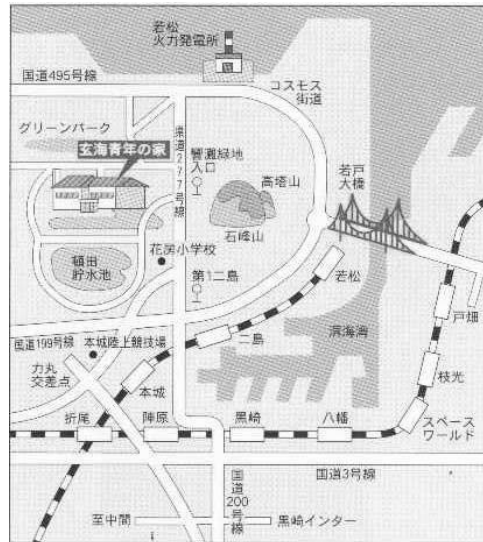 若松
火力発電所
国道495号線
コスモス
街道
グリーンパーク
玄海青年の家
県道277号線
響灘緑地
入口
高塔山
若戸
大橋
石峰山
頓田
貯水池
花房小学校
第1二島
若松
戸畑
国道199号線
本城陸上競技場
二島
洞海湾
力丸
交差点
枝光
本城
折尾
陣原
黒崎
八幡
スペース
ワールド
国道3号線
国道200号線
至中間
黒崎インター